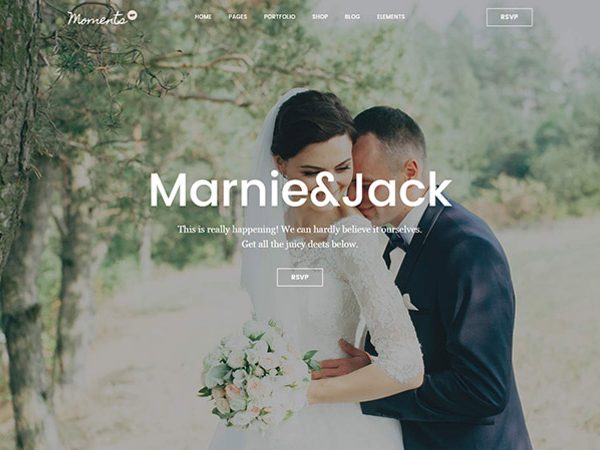 Moments
HOME PAGES PORTFOLIO SHOP BLOG ELEMENTS RSVP
Marnie&Jack
This is really happening! We can hardly believe it ourselves.
Get all the juicy deets below.
RSVP